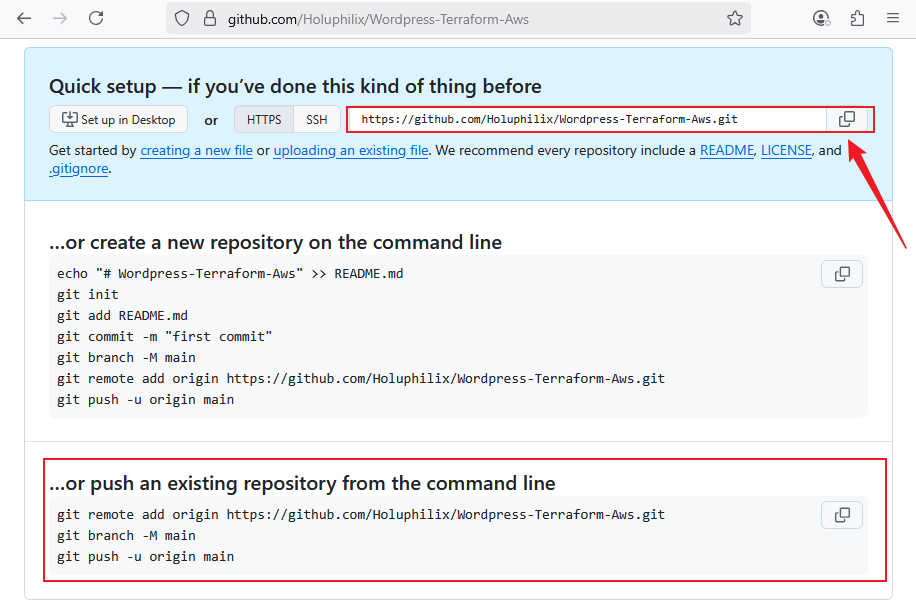 github.com/Holuphilix/Wordpress-Terraform-Aws
Quick setup — if you’ve done this kind of thing before
Set up in Desktop or HTTPS SSH https://github.com/Holuphilix/Wordpress-Terraform-Aws.git
Get started by creating a new file or uploading an existing file. We recommend every repository include a README, LICENSE, and
.gitignore.
…or create a new repository on the command line
echo "# Wordpress-Terraform-Aws" >> README.md
git init
git add README.md
git commit -m "first commit"
git branch -M main
git remote add origin https://github.com/Holuphilix/Wordpress-Terraform-Aws.git
git push -u origin main
…or push an existing repository from the command line
git remote add origin https://github.com/Holuphilix/Wordpress-Terraform-Aws.git
git branch -M main
git push -u origin main